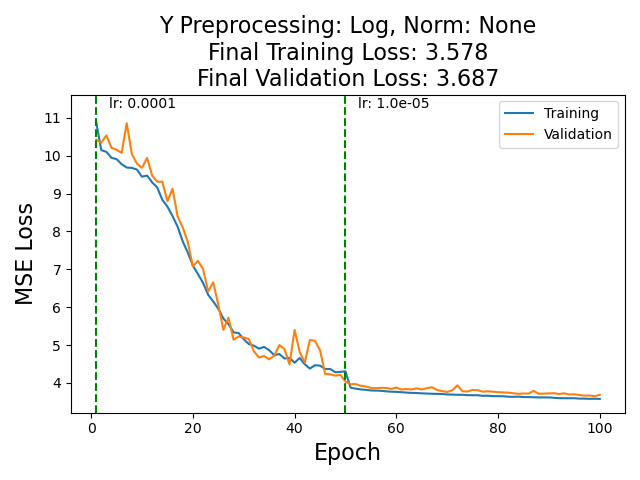 Y Preprocessing: Log, Norm: None
Final Training Loss: 3.578
Final Validation Loss: 3.687
lr: 0.0001
lr: 1.0e-05
Training
Validation
MSE Loss
11
10
9
8
7
6
5
4
0
20
40
60
80
100
Epoch